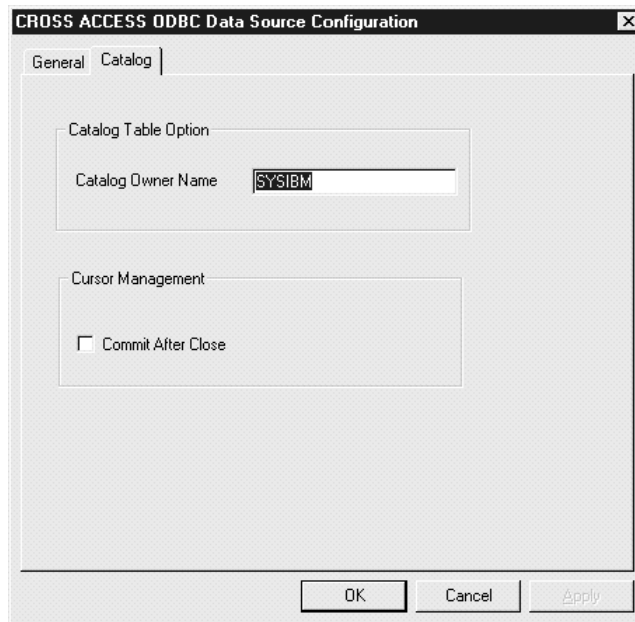 CROSS ACCESS ODBC Data Source Configuration
General Catalog
Catalog Table Option
Catalog Owner Name SYSIBM
Cursor Management
Commit After Close
OK Cancel Apply